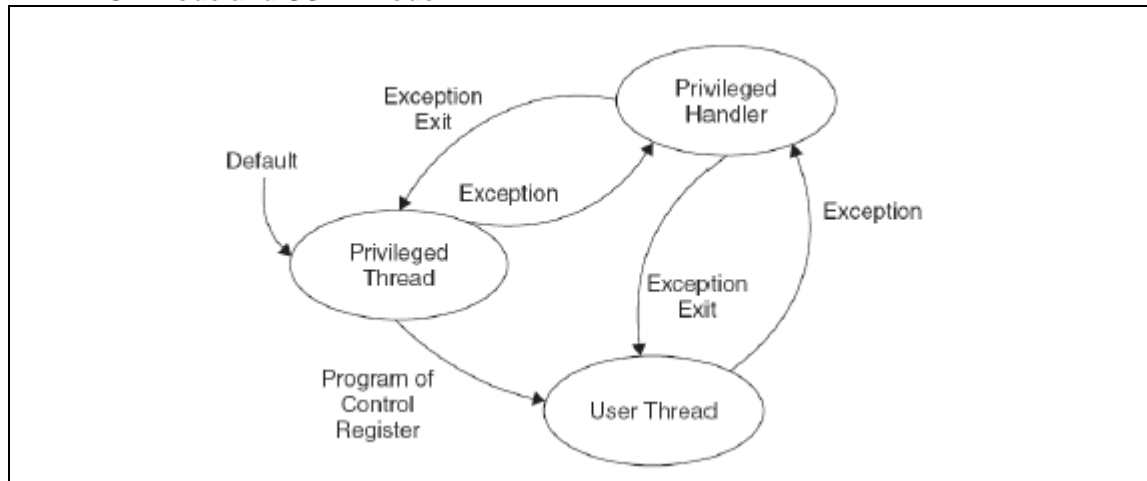 Privileged
Handler
Exception
Exit
Default
Exception
Exception
Privileged
Thread
Exception
Exit
Program of
Control
Register
User Thread